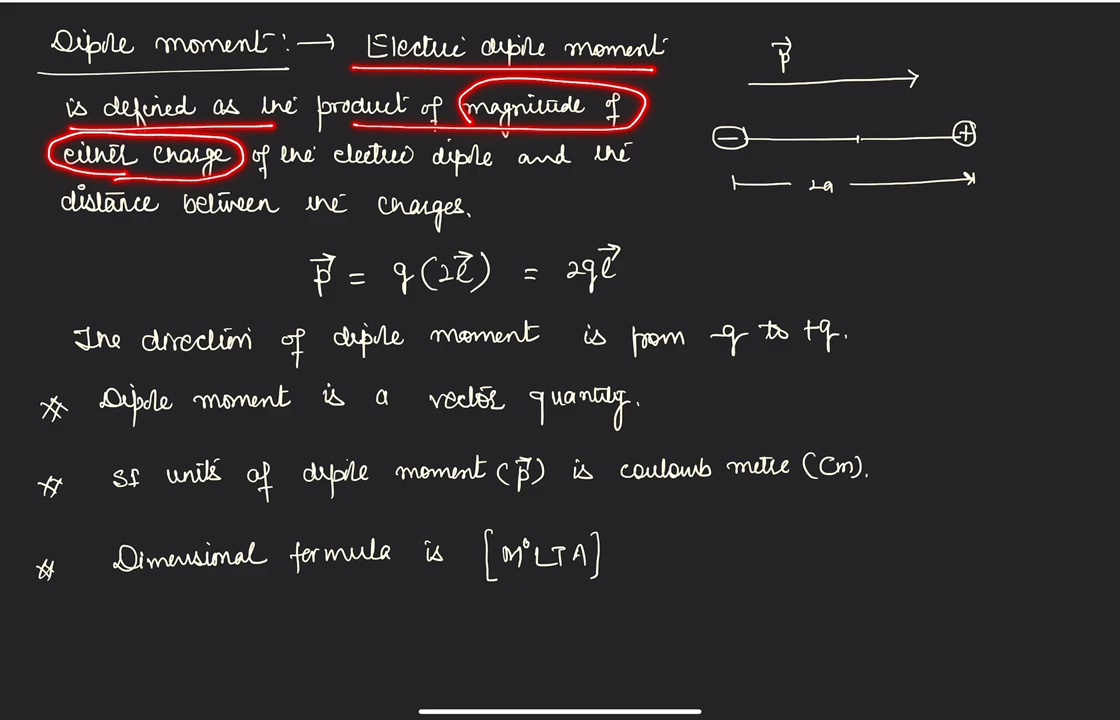 Dipole moment :→ Electric dipole moment
is defined as the product of magnitude of
either charge of the electric dipole and the
distance between the charges.
p⃗ = q(2l⃗) = 2ql⃗
The direction of dipole moment is from -q to +q.
* Dipole moment is a vector quantity.
* SI units of dipole moment (p⃗) is coulomb metre (Cm).
* Dimensional formula is [M⁰LTA]
p⃗
- +
2a